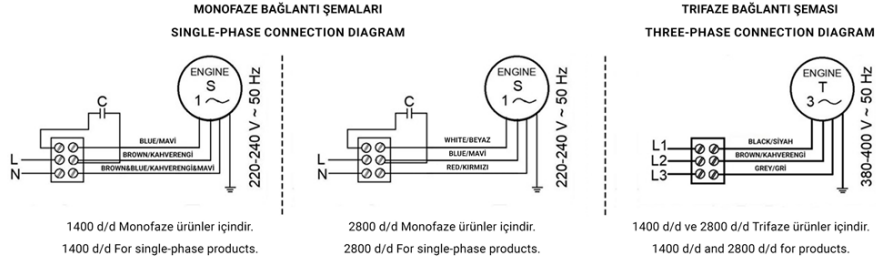 MONOFAZE BAĞLANTI ŞEMALARI
SINGLE-PHASE CONNECTION DIAGRAM
ENGINE
S
1 ~
C
BLUE/MAVİ
BROWN/KAHVERENGİ
BROWN&BLUE/KAHVERENGİ&MAVİ
L
N
220-240 V ~ 50 Hz
1400 d/d Monofaze ürünler içindir.
1400 d/d For single-phase products.
ENGINE
S
1 ~
C
WHITE/BEYAZ
BLUE/MAVİ
RED/KIRMIZI
L
N
220-240 V ~ 50 Hz
2800 d/d Monofaze ürünler içindir.
2800 d/d For single-phase products.
TRIFAZE BAĞLANTI ŞEMASI
THREE-PHASE CONNECTION DIAGRAM
ENGINE
T
3 ~
L1
L2
L3
BLACK/SİYAH
BROWN/KAHVERENGİ
GREY/GRİ
380-400 V ~ 50 Hz
1400 d/d ve 2800 d/d Trifaze ürünler içindir.
1400 d/d and 2800 d/d for products.